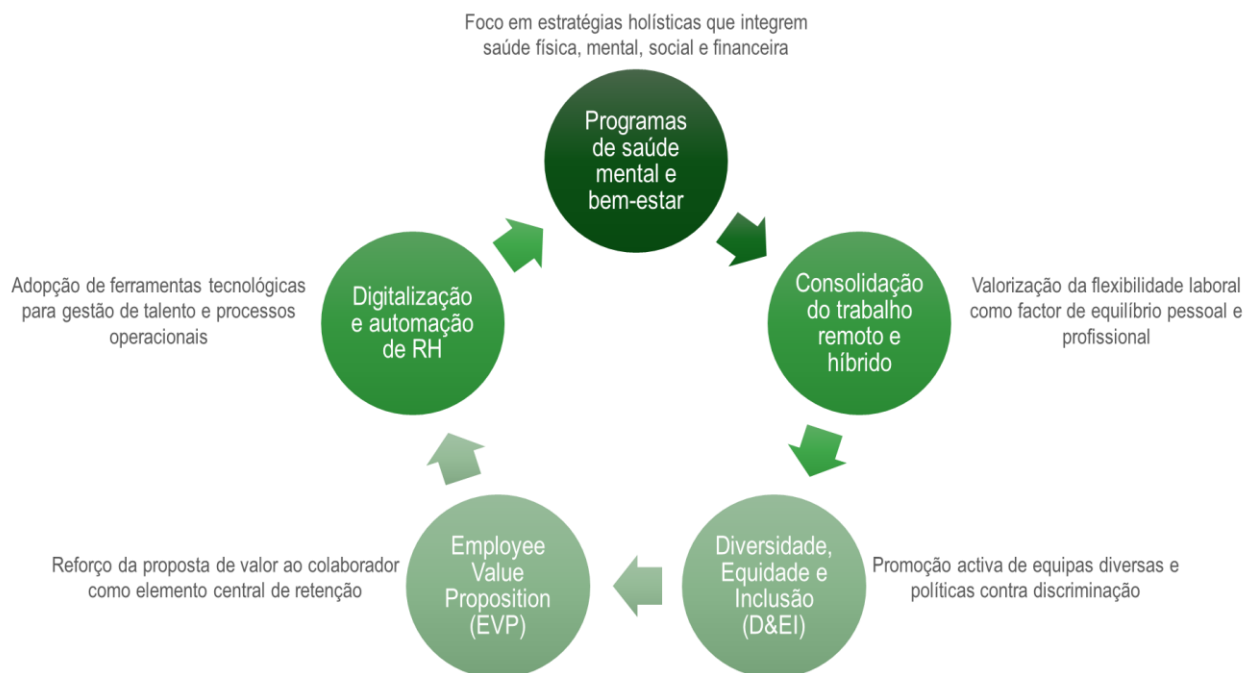 Foco em estratégias holísticas que integrem
saúde física, mental, social e financeira
Programas
de saúde
mental e
bem-estar
Consolidação
do trabalho
remoto e
híbrido
Valorização da flexibilidade laboral
como factor de equilíbrio pessoal e
profissional
Diversidade,
Equidade e
Inclusão
(D&EI)
Promoção activa de equipas diversas e
políticas contra discriminação
Employee
Value
Proposition
(EVP)
Reforço da proposta de valor ao colaborador
como elemento central de retenção
Digitalização
e automação
de RH
Adopção de ferramentas tecnológicas
para gestão de talento e processos
operacionais